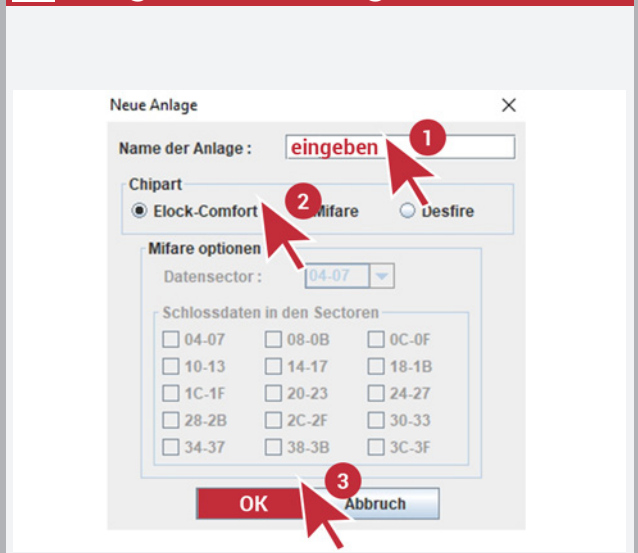 Neue Anlage
Name der Anlage : eingeben 1
Chipart
Elock-Comfort 2 Mifare Desfire
Mifare optionen
Datensector : 04-07
Schlossdaten in den Sectoren
04-07 08-0B 0C-0F
10-13 14-17 18-1B
1C-1F 20-23 24-27
28-2B 2C-2F 30-33
34-37 38-3B 3C-3F
3
OK Abbruch